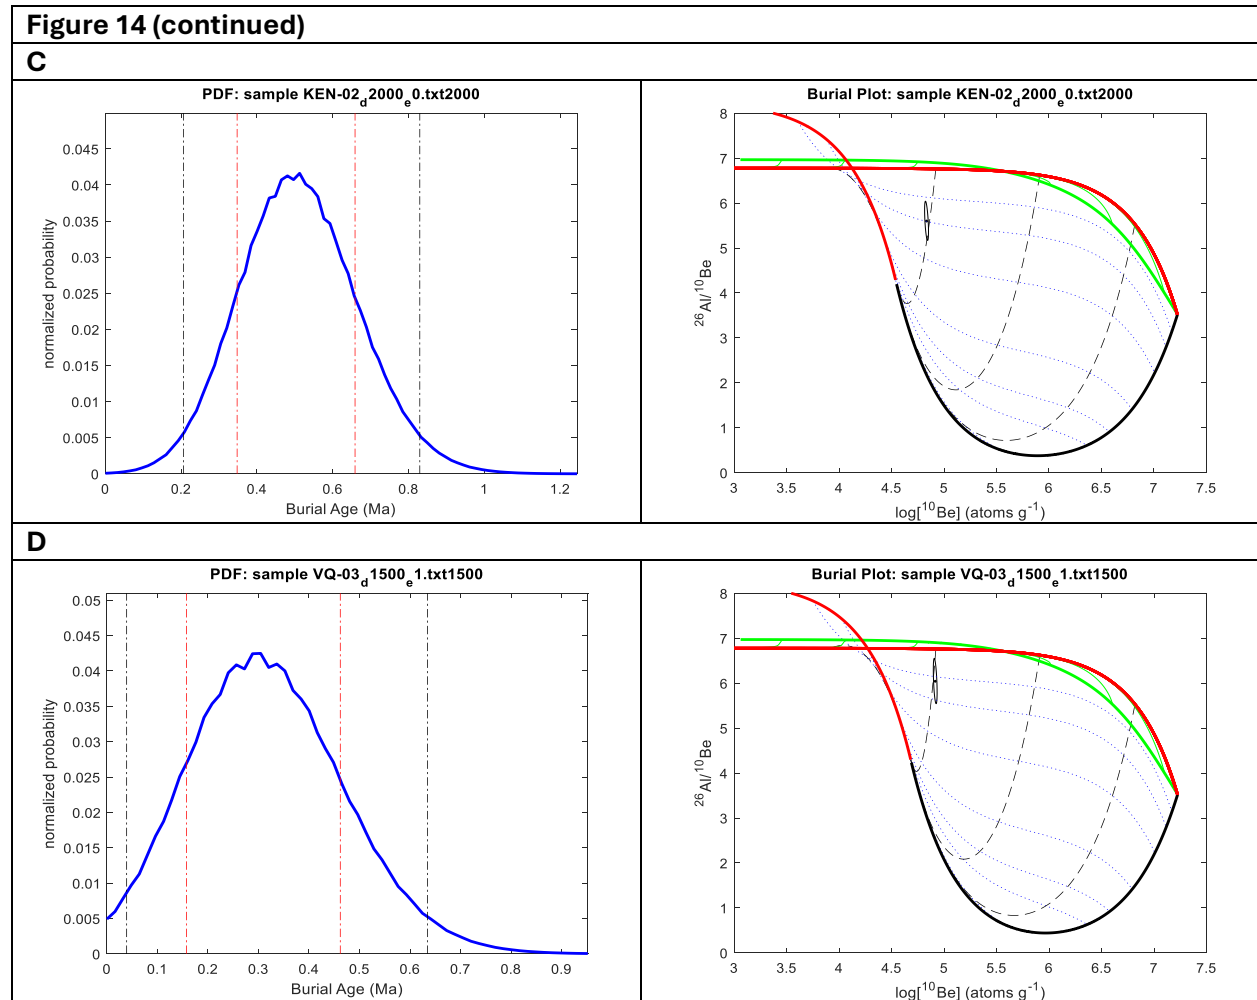 Figure 14 (continued)
C
PDF: sample KEN-02_d2000_e0.txt2000
0.045
0.04
0.035
0.03
0.025
0.02
0.015
0.01
0.005
0
normalized probability
0 0.2 0.4 0.6 0.8 1 1.2
Burial Age (Ma)
Burial Plot: sample KEN-02_d2000_e0.txt2000
8
7
6
5
4
3
2
1
0
26Al/10Be
3 3.5 4 4.5 5 5.5 6 6.5 7 7.5
log[10Be] (atoms g-1)
D
PDF: sample VQ-03_d1500_e1.txt1500
0.05
0.045
0.04
0.035
0.03
0.025
0.02
0.015
0.01
0.005
0
normalized probability
0 0.1 0.2 0.3 0.4 0.5 0.6 0.7 0.8 0.9
Burial Age (Ma)
Burial Plot: sample VQ-03_d1500_e1.txt1500
8
7
6
5
4
3
2
1
0
26Al/10Be
3 3.5 4 4.5 5 5.5 6 6.5 7 7.5
log[10Be] (atoms g-1)